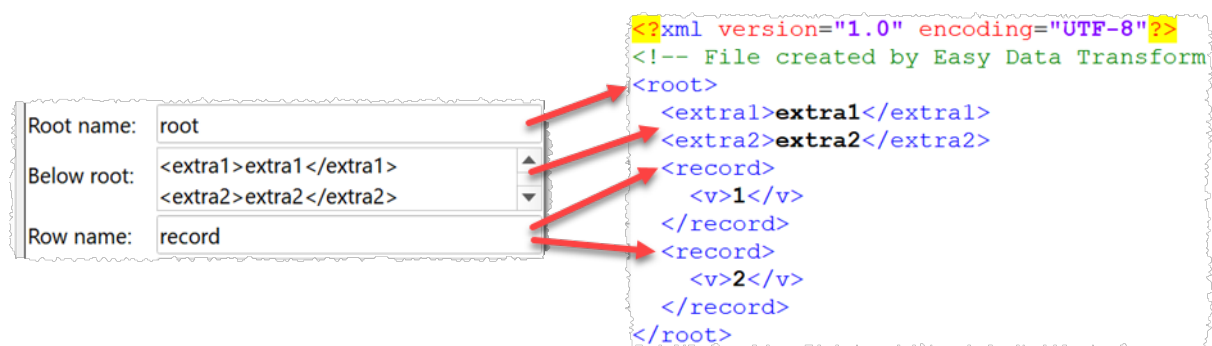 Root name: root
Below root: <extra1>extra1</extra1>
<extra2>extra2</extra2>
Row name: record
<?xml version="1.0" encoding="UTF-8"?>
<!-- File created by Easy Data Transform
<root>
<extra1>extra1</extra1>
<extra2>extra2</extra2>
<record>
<v>1</v>
</record>
<record>
<v>2</v>
</record>
</root>